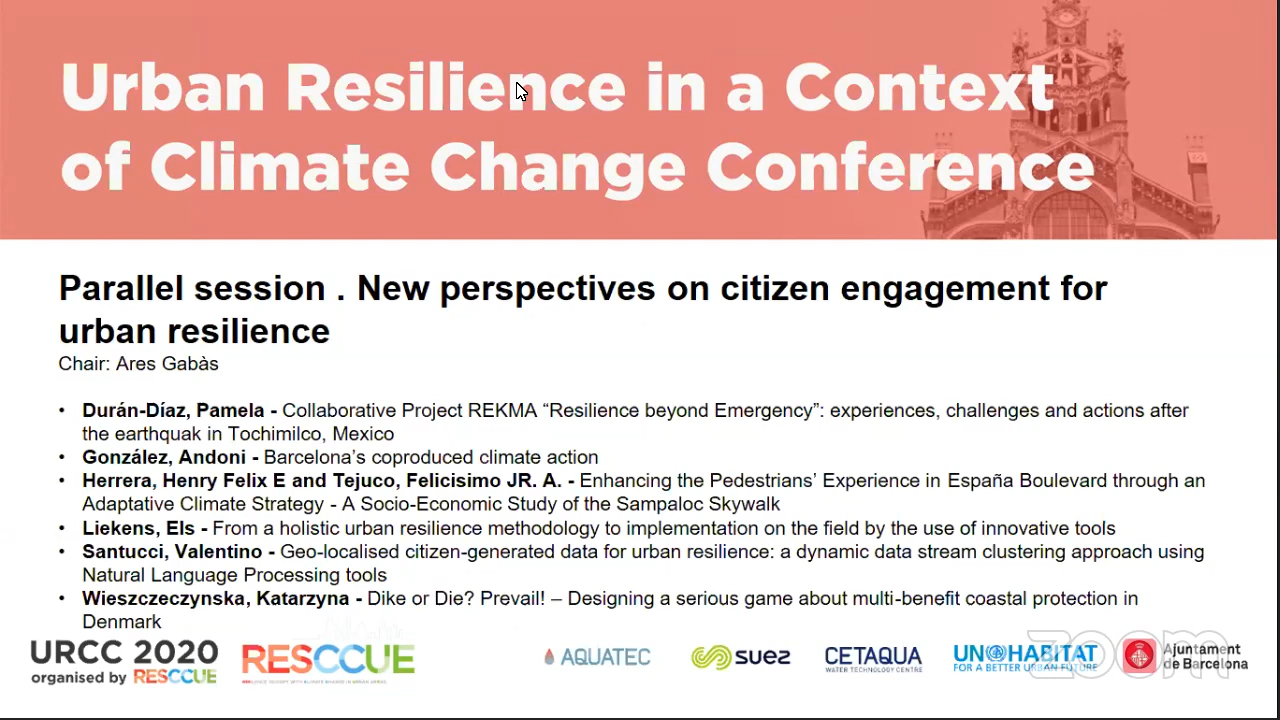 Urban Resilience in a Context
of Climate Change Conference
Parallel session . New perspectives on citizen engagement for
urban resilience
Chair: Ares Gabàs
• Durán-Díaz, Pamela - Collaborative Project REKMA “Resilience beyond Emergency”: experiences, challenges and actions after
the earthquak in Tochimilco, Mexico
• González, Andoni - Barcelona’s coproduced climate action
• Herrera, Henry Felix E and Tejuco, Felicisimo JR. A. - Enhancing the Pedestrians’ Experience in España Boulevard through an
Adaptative Climate Strategy - A Socio-Economic Study of the Sampaloc Skywalk
• Liekens, Els - From a holistic urban resilience methodology to implementation on the field by the use of innovative tools
• Santucci, Valentino - Geo-localised citizen-generated data for urban resilience: a dynamic data stream clustering approach using
Natural Language Processing tools
• Wieszczeczynska, Katarzyna - Dike or Die? Prevail! – Designing a serious game about multi-benefit coastal protection in
Denmark
URCC 2020
organised by RESCCUE
RESCCUE
AQUATEC
suez
CETAQUA
WATER TECHNOLOGY CENTRE
UN HABITAT
FOR A BETTER URBAN FUTURE
zoom
Ajuntament
de Barcelona